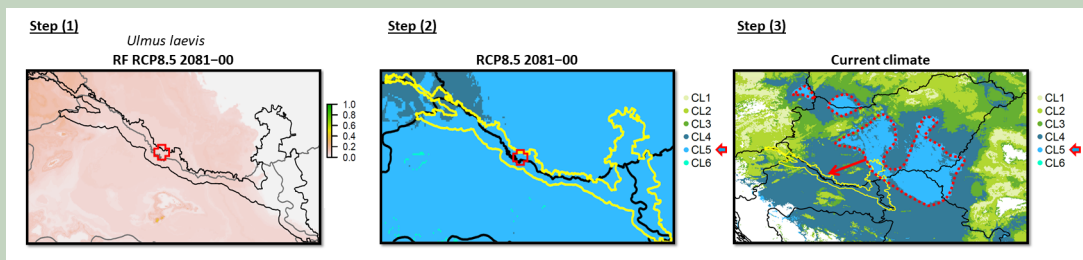 Step (1)
Ulmus laevis
RF RCP8.5 2081–00
1.0
0.8
0.6
0.4
0.2
0.0
Step (2)
RCP8.5 2081–00
CL1
CL2
CL3
CL4
CL5
CL6
Step (3)
Current climate
CL1
CL2
CL3
CL4
CL5
CL6